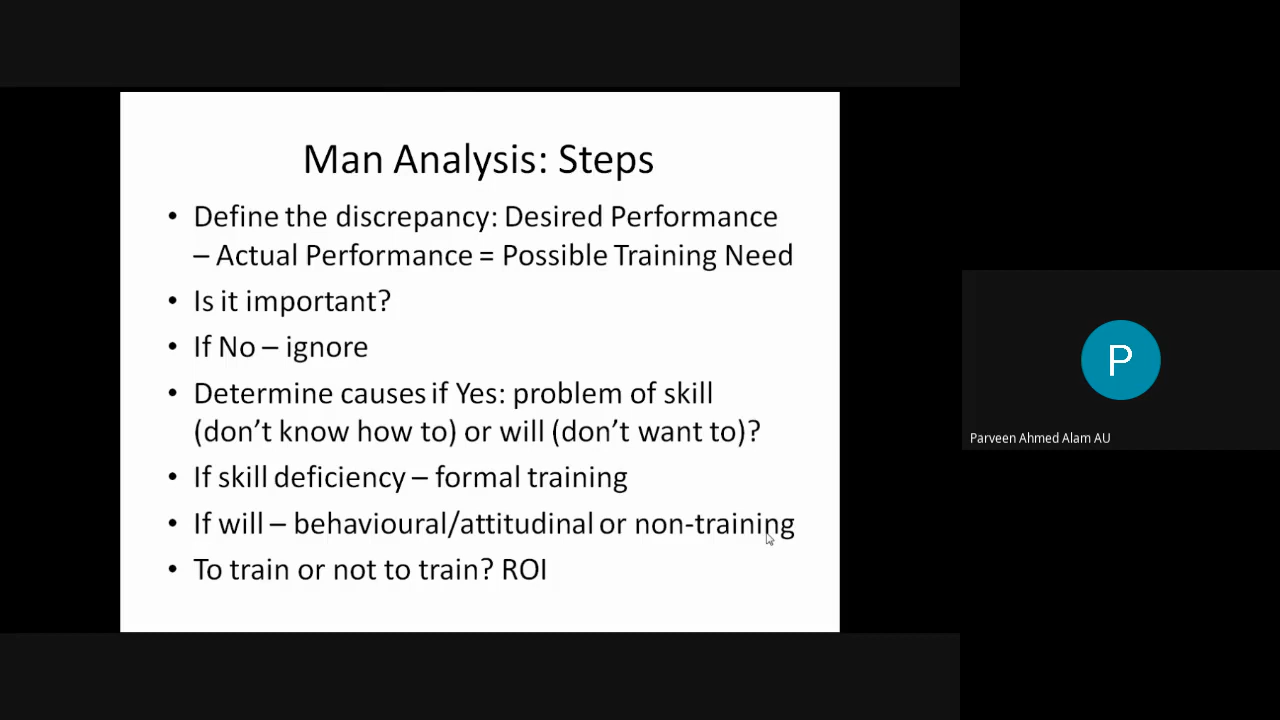 Man Analysis: Steps
• Define the discrepancy: Desired Performance
– Actual Performance = Possible Training Need
• Is it important?
• If No – ignore
• Determine causes if Yes: problem of skill
(don’t know how to) or will (don’t want to)?
• If skill deficiency – formal training
• If will – behavioural/attitudinal or non-training
• To train or not to train? ROI
P
Parveen Ahmed Alam AU